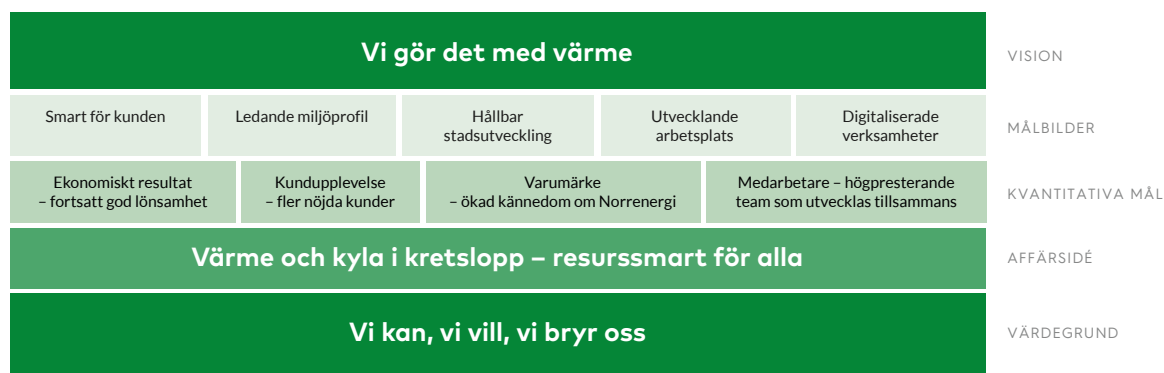 Vi gör det med värme
VISION
Smart för kunden
Ledande miljöprofil
Hållbar
stadsutveckling
Utvecklande
arbetsplats
Digitaliserade
verksamheter
MÅLBILDER
Ekonomiskt resultat
– fortsatt god lönsamhet
Kundupplevelse
– fler nöjda kunder
Varumärke
– ökad kännedom om Norrenergi
Medarbetare – högpresterande
team som utvecklas tillsammans
KVANTITATIVA MÅL
Värme och kyla i kretslopp – resurssmart för alla
AFFÄRSIDÉ
Vi kan, vi vill, vi bryr oss
VÄRDEGRUND